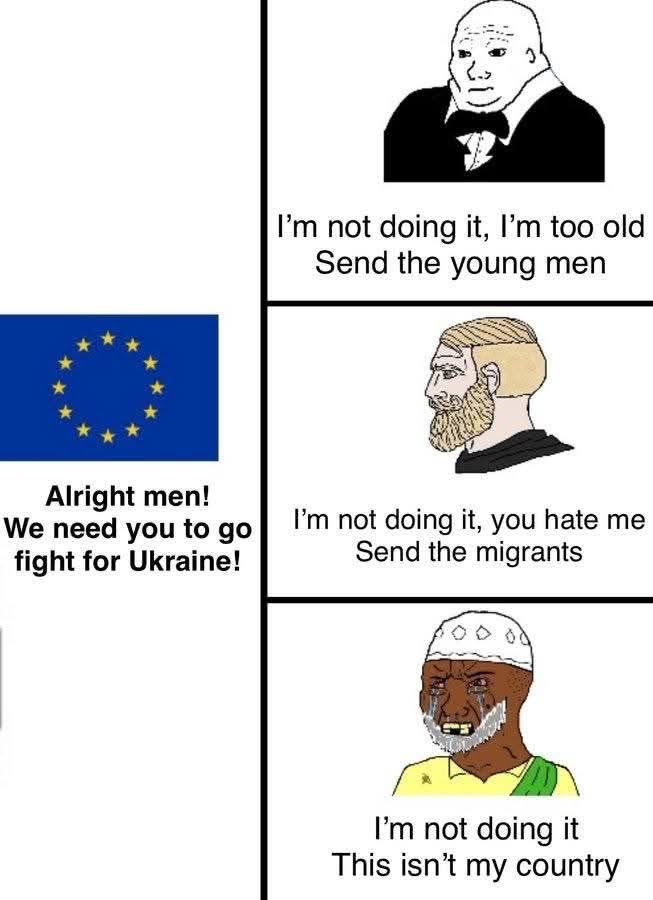 Alright men!
We need you to go
fight for Ukraine!
I'm not doing it, I'm too old
Send the young men
I'm not doing it, you hate me
Send the migrants
I'm not doing it
This isn't my country